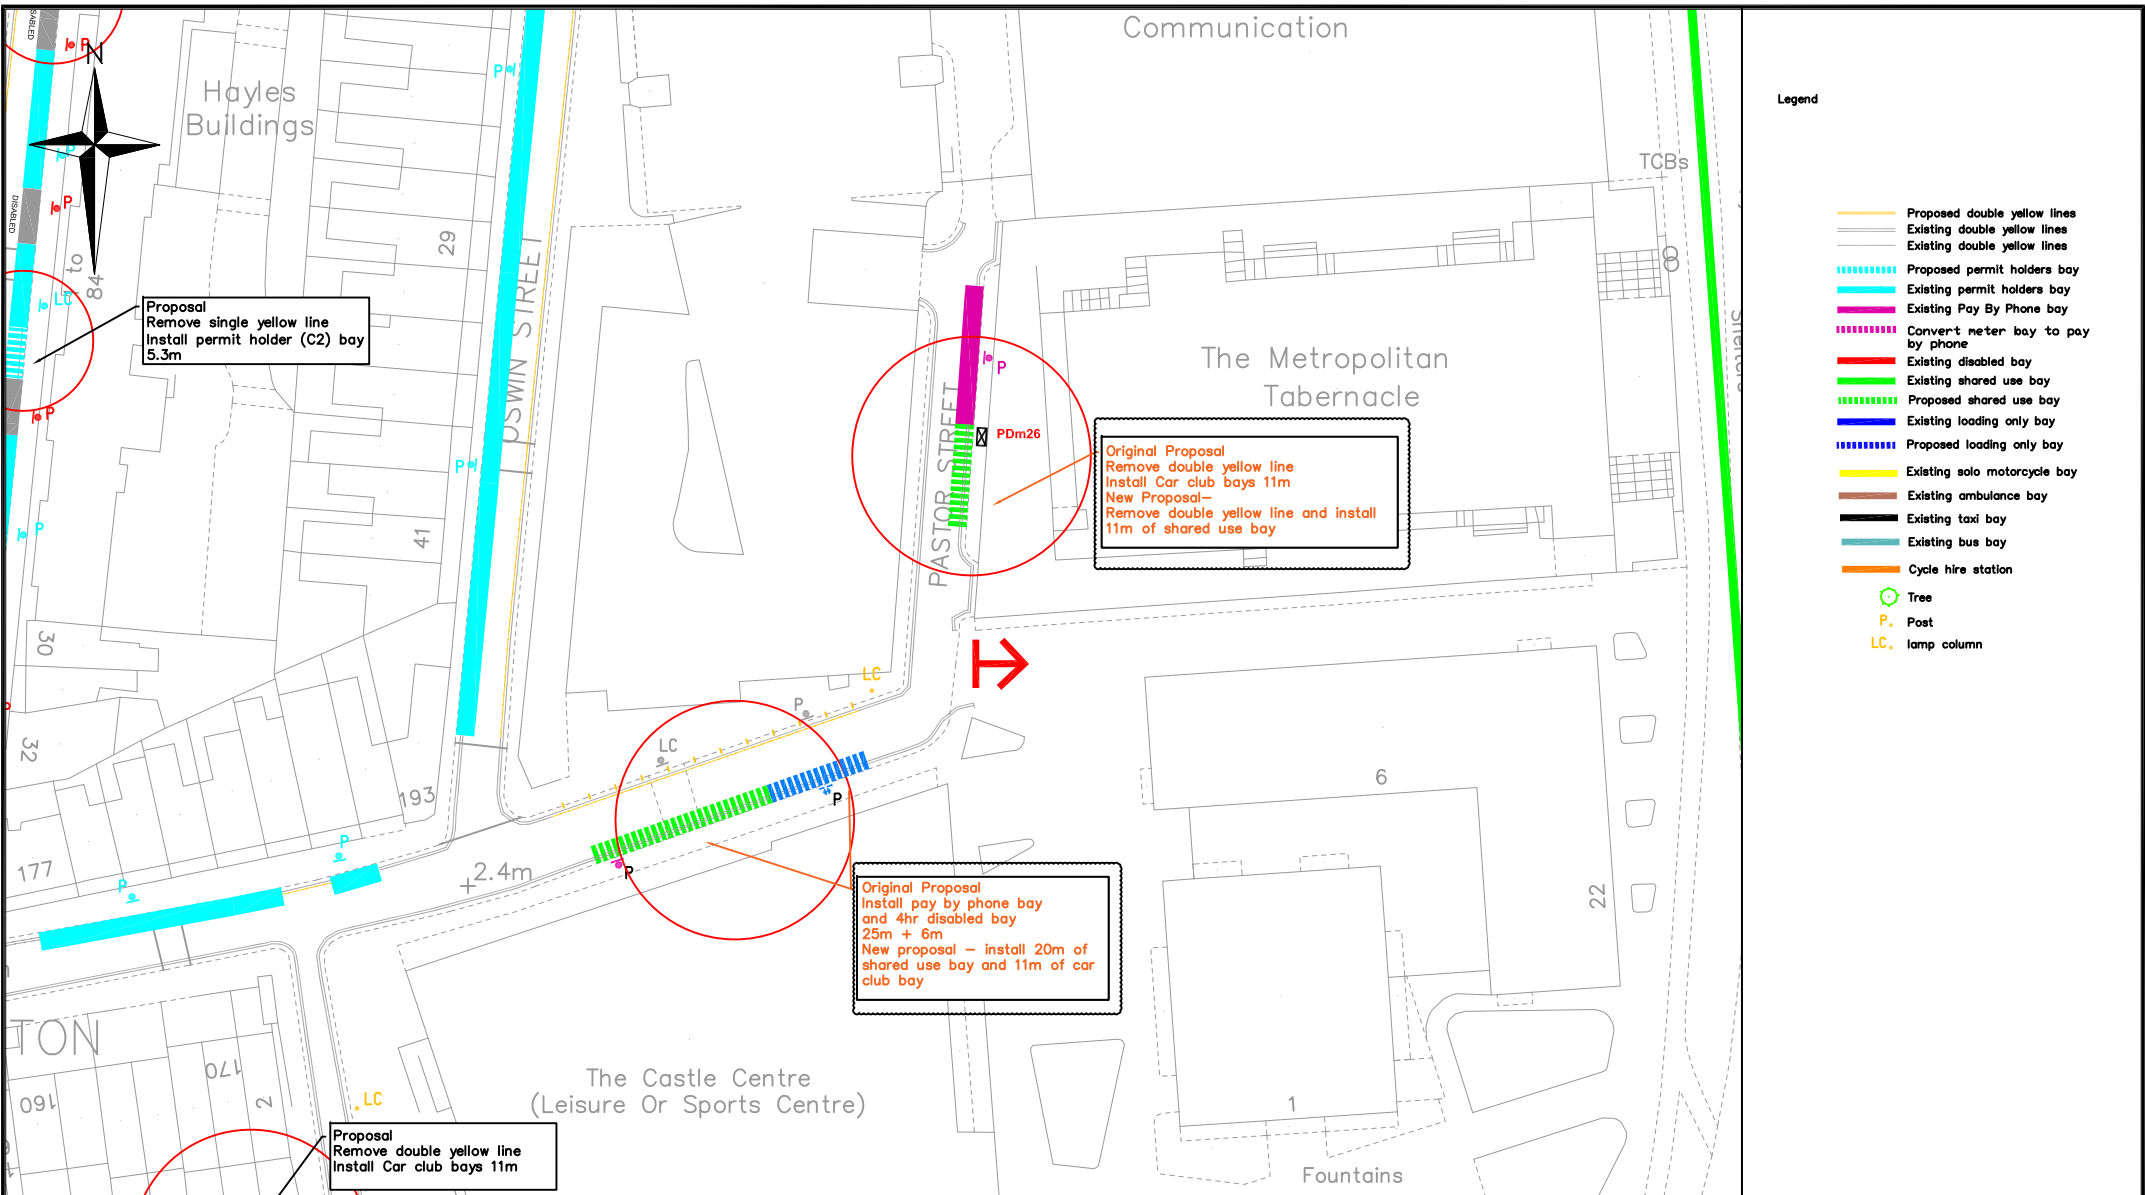 Communication
DISABLED
P
N
Hayles
Buildings
P
P
TCBs
P
DISABLED
29
to
84
LC
OSWIN STREET
8
Proposal
Remove single yellow line
Install permit holder (C2) bay
5.3m
P
The Metropolitan
Tabernacle
P
PASTOR STREET
PDm26
P
P
41
Original Proposal
Remove double yellow line
Install Car club bays 11m
New Proposal-
Remove double yellow line and install
11m of shared use bay
30
32
LC
P
LC
P
P
6
193
177
P
P
2.4m
22
Original Proposal
Install pay by phone bay
and 4hr disabled bay
25m + 6m
New proposal - install 20m of
shared use bay and 11m of car
club bay
TON
170
160
2
LC
The Castle Centre
(Leisure Or Sports Centre)
1
Proposal
Remove double yellow line
Install Car club bays 11m
Fountains
Legend
Proposed double yellow lines
Existing double yellow lines
Existing double yellow lines
Proposed permit holders bay
Existing permit holders bay
Existing Pay By Phone bay
Convert meter bay to pay
by phone
Existing disabled bay
Existing shared use bay
Proposed shared use bay
Existing loading only bay
Proposed loading only bay
Existing solo motorcycle bay
Existing ambulance bay
Existing taxi bay
Existing bus bay
Cycle hire station
Tree
P. Post
LC. lamp column